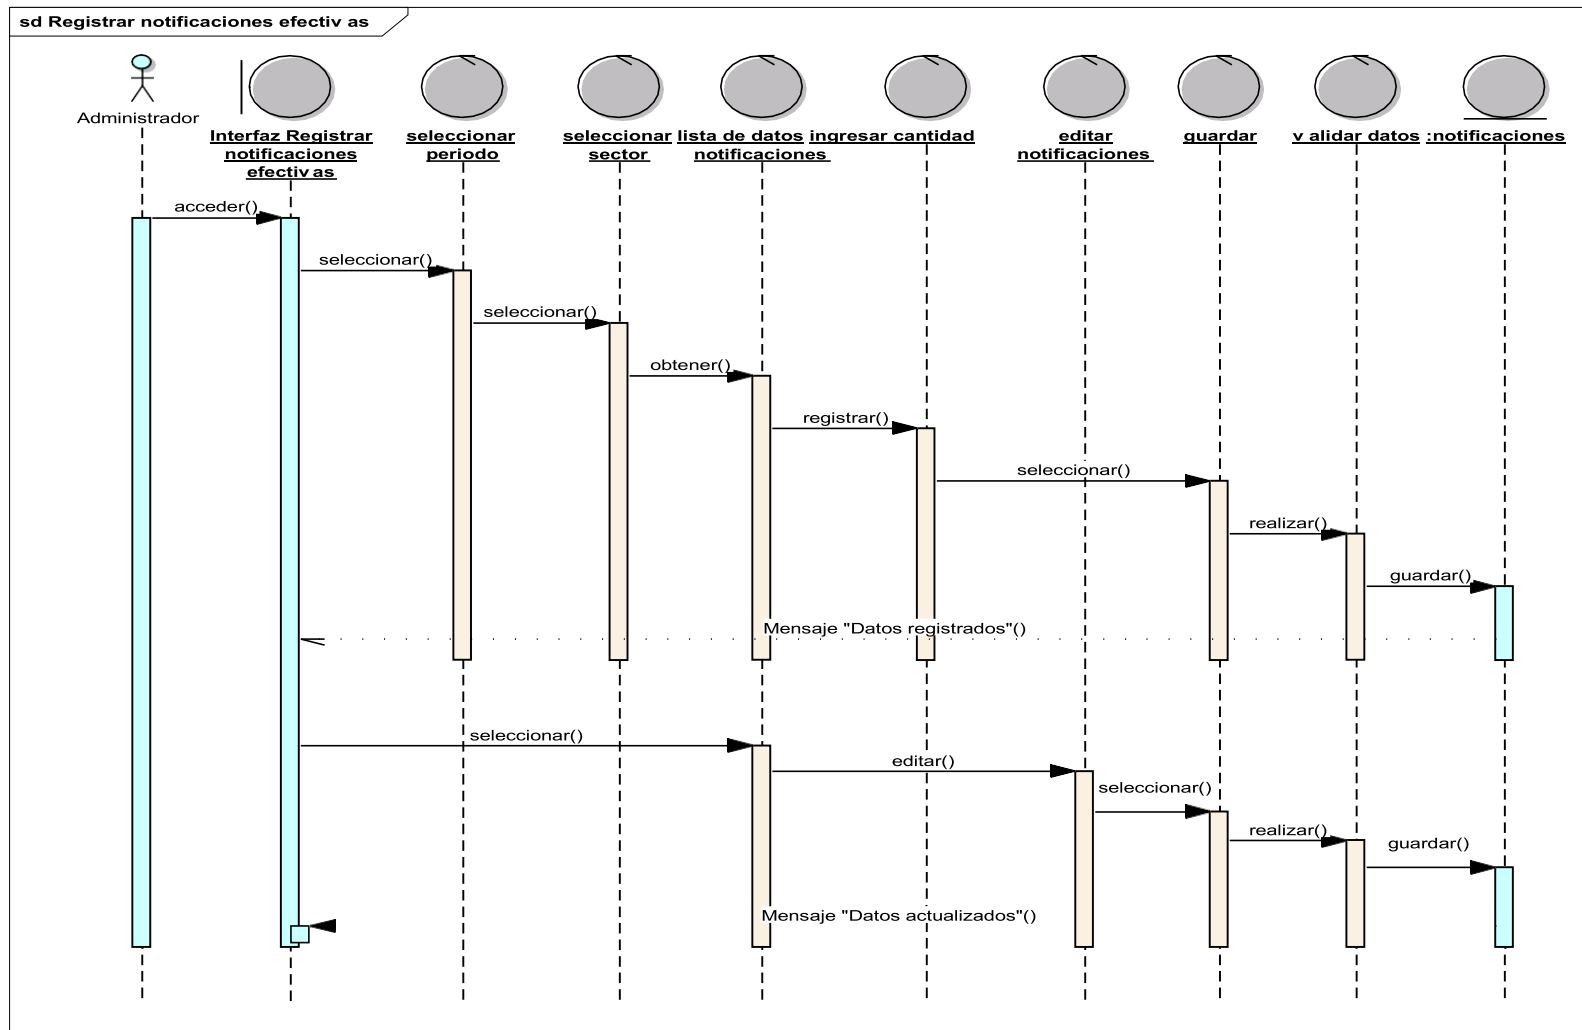 sd Registrar notificaciones efectiv as
Administrador
Interfaz Registrar
notificaciones
efectiv as
seleccionar
periodo
seleccionar
sector
lista de datos
notificaciones
ingresar cantidad
editar
notificaciones
guardar
v alidar datos
:notificaciones
acceder()
seleccionar()
seleccionar()
obtener()
registrar()
seleccionar()
realizar()
guardar()
Mensaje "Datos registrados"()
seleccionar()
editar()
seleccionar()
realizar()
guardar()
Mensaje "Datos actualizados"()